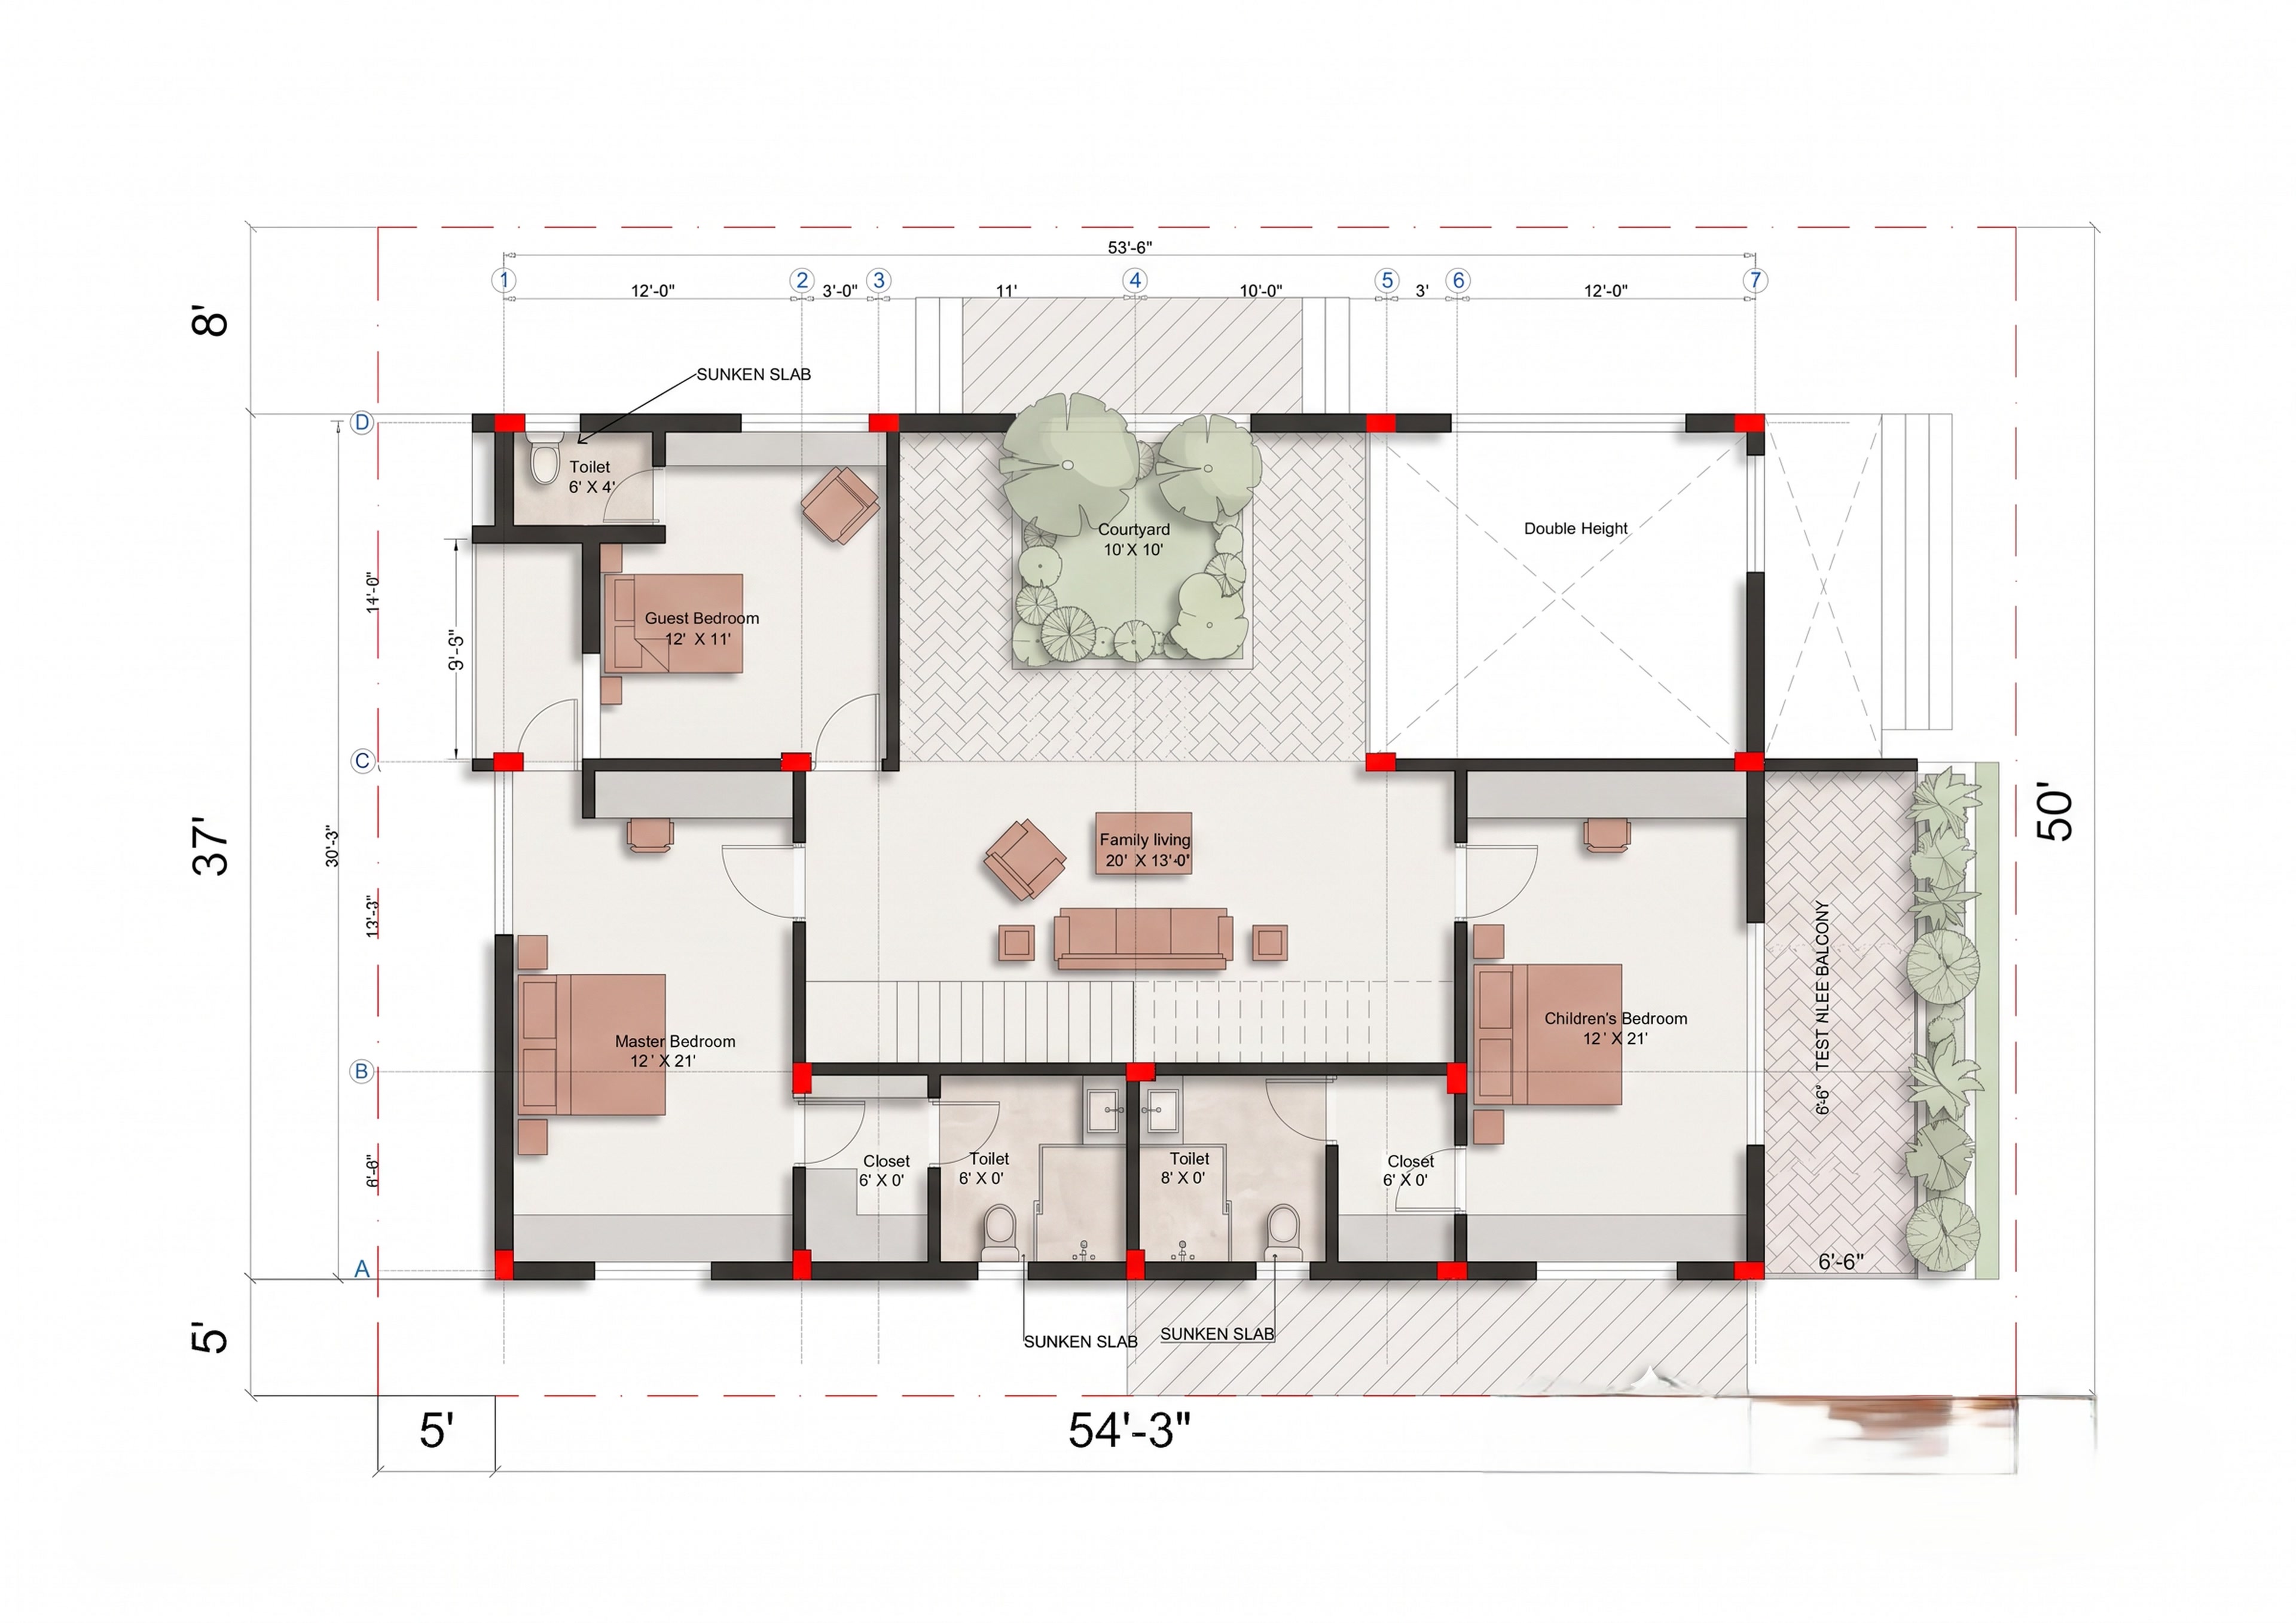 53'-6"
1 2 3 4 5 6 7
12'-0" 3'-0" 11' 10'-0" 3' 12'-0"
8'
SUNKEN SLAB
D
Toilet
6' X 4'
Courtyard
10' X 10'
Double Height
14'-0"
9'-6"
Guest Bedroom
12' X 11'
C
37'
50'
30'-3"
13'-3"
Family living
20' X 13'-0"
Master Bedroom
12' X 21'
Children's Bedroom
12' X 21'
6'-6" TEST NLEE BALCONY
B
6'-6"
Closet
6' X 0'
Toilet
6' X 0'
Toilet
8' X 0'
Closet
6' X 0'
A
6'-6"
SUNKEN SLAB
SUNKEN SLAB
5'
5'
54'-3"